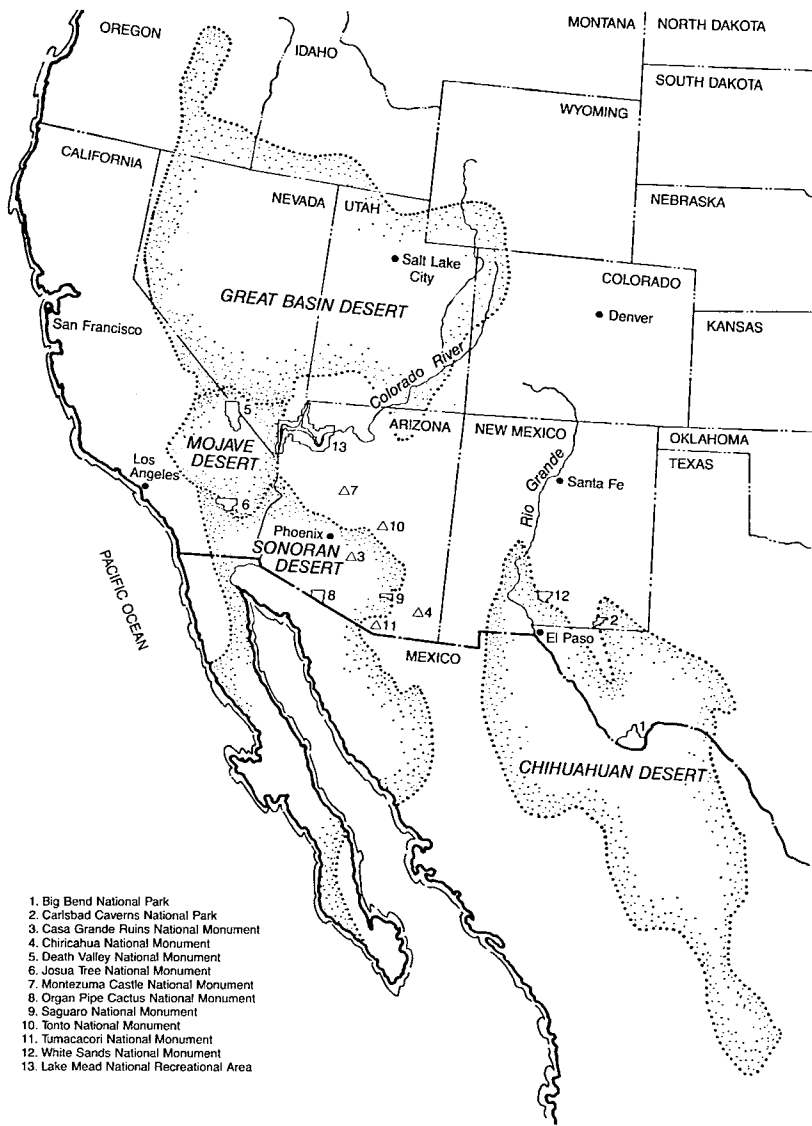 OREGON
IDAHO
MONTANA
NORTH DAKOTA
SOUTH DAKOTA
WYOMING
CALIFORNIA
NEVADA
UTAH
NEBRASKA
Salt Lake
City
COLORADO
GREAT BASIN DESERT
Denver
San Francisco
KANSAS
Colorado River
5
ARIZONA
NEW MEXICO
OKLAHOMA
TEXAS
13
MOJAVE
DESERT
Los
Angeles
Rio Grande
Santa Fe
7
6
10
Phoenix
SONORAN
DESERT
3
PACIFIC OCEAN
8
9
12
4
2
11
El Paso
MEXICO
1
CHIHUAHUAN DESERT
1. Big Bend National Park
2. Carlsbad Caverns National Park
3. Casa Grande Ruins National Monument
4. Chiricahua National Monument
5. Death Valley National Monument
6. Josua Tree National Monument
7. Montezuma Castle National Monument
8. Organ Pipe Cactus National Monument
9. Saguaro National Monument
10. Tonto National Monument
11. Tumacacori National Monument
12. White Sands National Monument
13. Lake Mead National Recreational Area